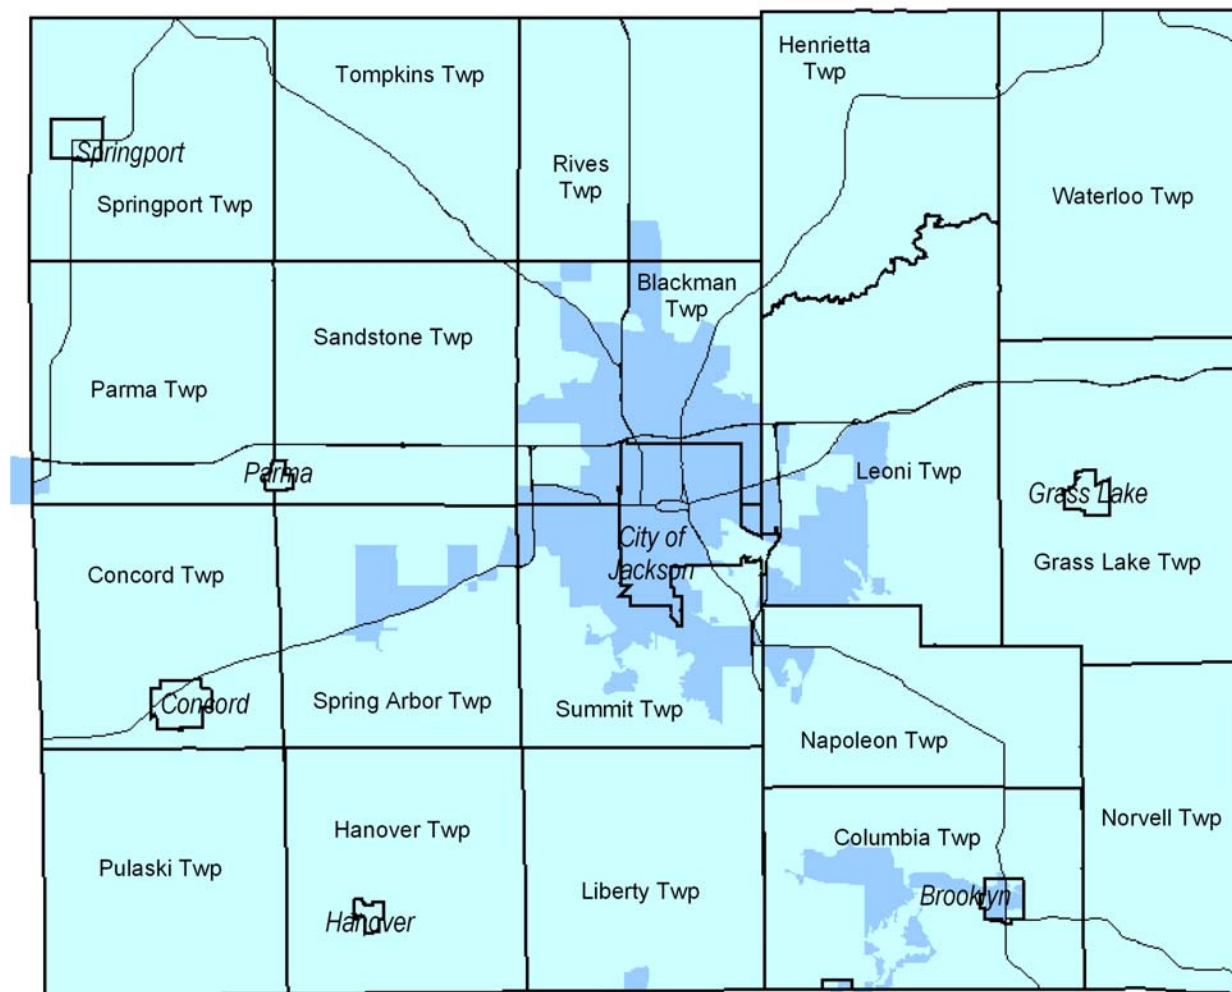 Henrietta
Twp
Tompkins Twp
Springport
Rives
Twp
Springport Twp
Waterloo Twp
Blackman
Twp
Sandstone Twp
Parma Twp
Parma
Leoni Twp
Grass Lake
City of
Jackson
Concord Twp
Grass Lake Twp
Concord
Spring Arbor Twp
Summit Twp
Napoleon Twp
Norvell Twp
Hanover Twp
Columbia Twp
Pulaski Twp
Liberty Twp
Brooklyn
Hanover